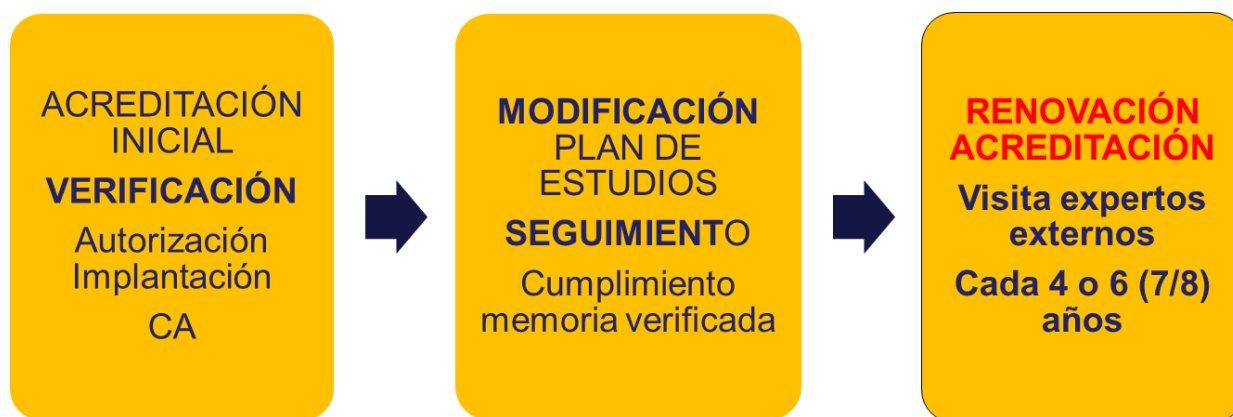 ACREDITACIÓN
INICIAL
VERIFICACIÓN
Autorización
Implantación
CA
MODIFICACIÓN
PLAN DE
ESTUDIOS
SEGUIMIENTO
Cumplimiento
memoria verificada
RENOVACIÓN
ACREDITACIÓN
Visita expertos
externos
Cada 4 o 6 (7/8)
años